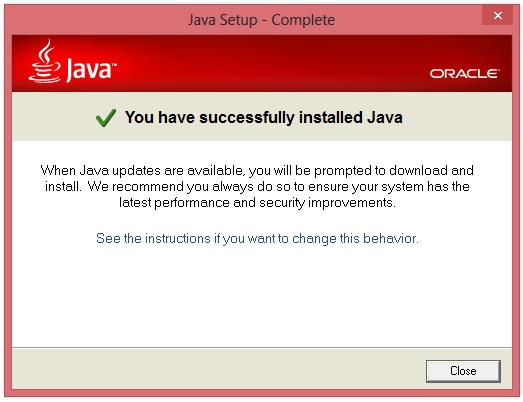 Java Setup - Complete
Java™
ORACLE®
You have successfully installed Java
When Java updates are available, you will be prompted to download and
install. We recommend you always do so to ensure your system has the
latest performance and security improvements.
See the instructions if you want to change this behavior.
Close